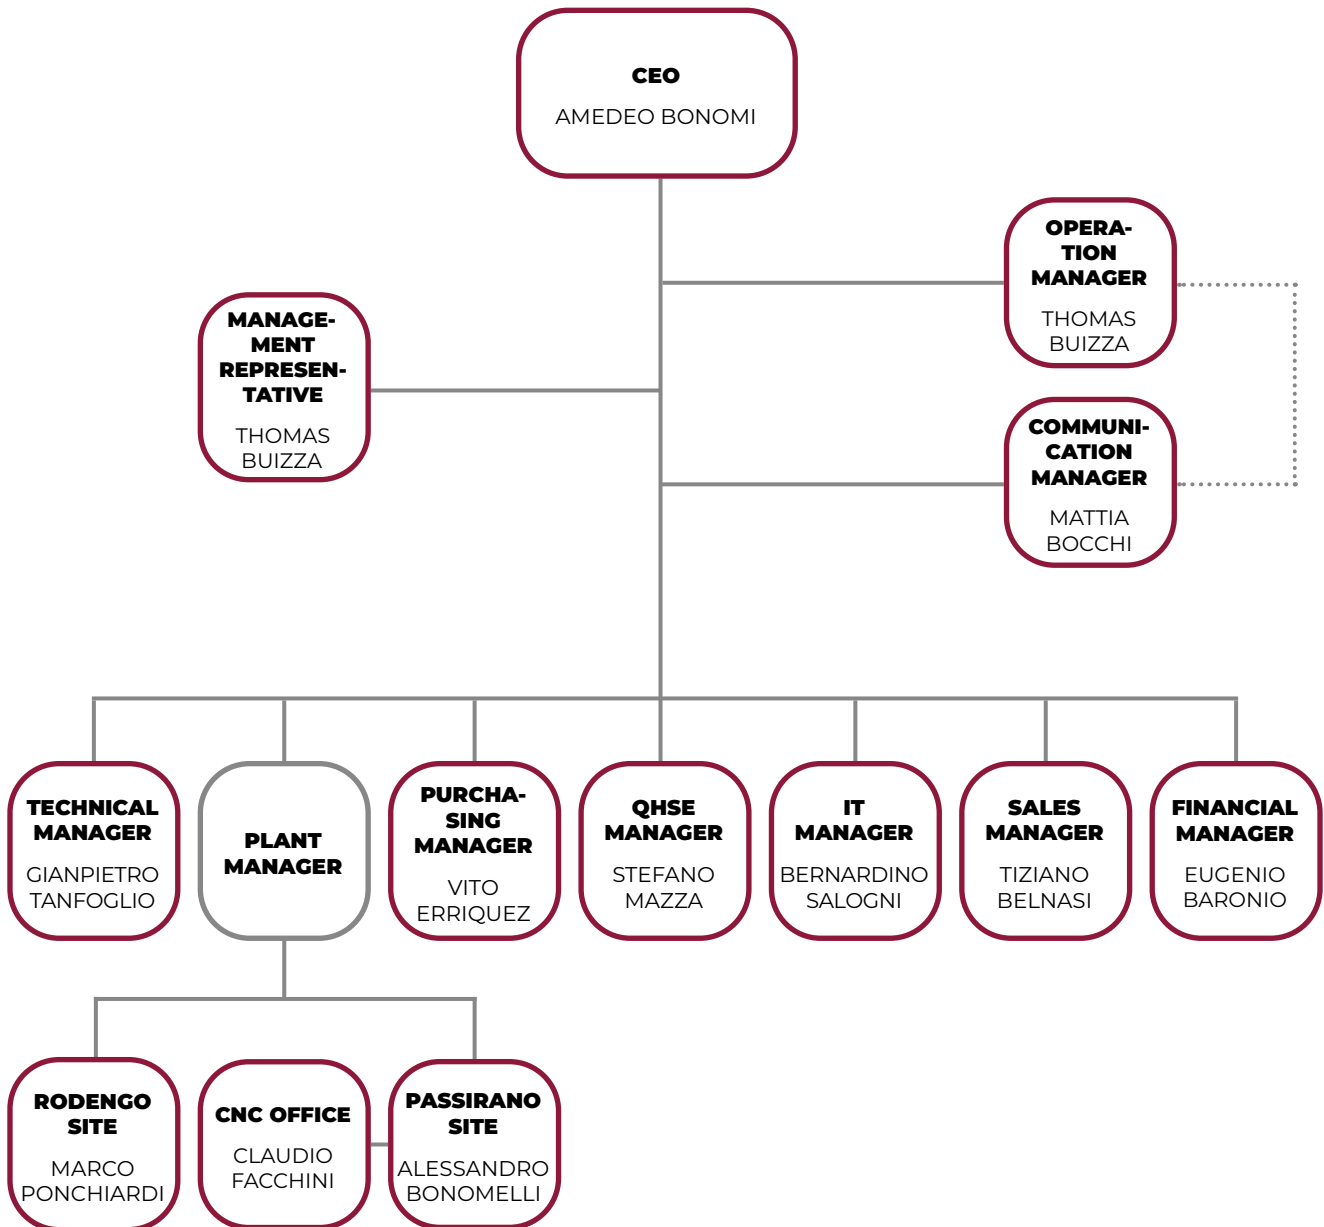 CEO
AMEDEO BONOMI
OPERA-
TION
MANAGER
THOMAS
BUIZZA
MANAGE-
MENT
REPRESEN-
TATIVE
THOMAS
BUIZZA
COMMUNI-
CATION
MANAGER
MATTIA
BOCCHI
TECHNICAL
MANAGER
GIANPIETRO
TANFOGLIO
PLANT
MANAGER
PURCHA-
SING
MANAGER
VITO
ERRIQUEZ
QHSE
MANAGER
STEFANO
MAZZA
IT
MANAGER
BERNARDINO
SALOGNI
SALES
MANAGER
TIZIANO
BELNASI
FINANCIAL
MANAGER
EUGENIO
BARONIO
RODENGO
SITE
MARCO
PONCHIARDI
CNC OFFICE
CLAUDIO
FACCHINI
PASSIRANO
SITE
ALESSANDRO
BONOMELLI